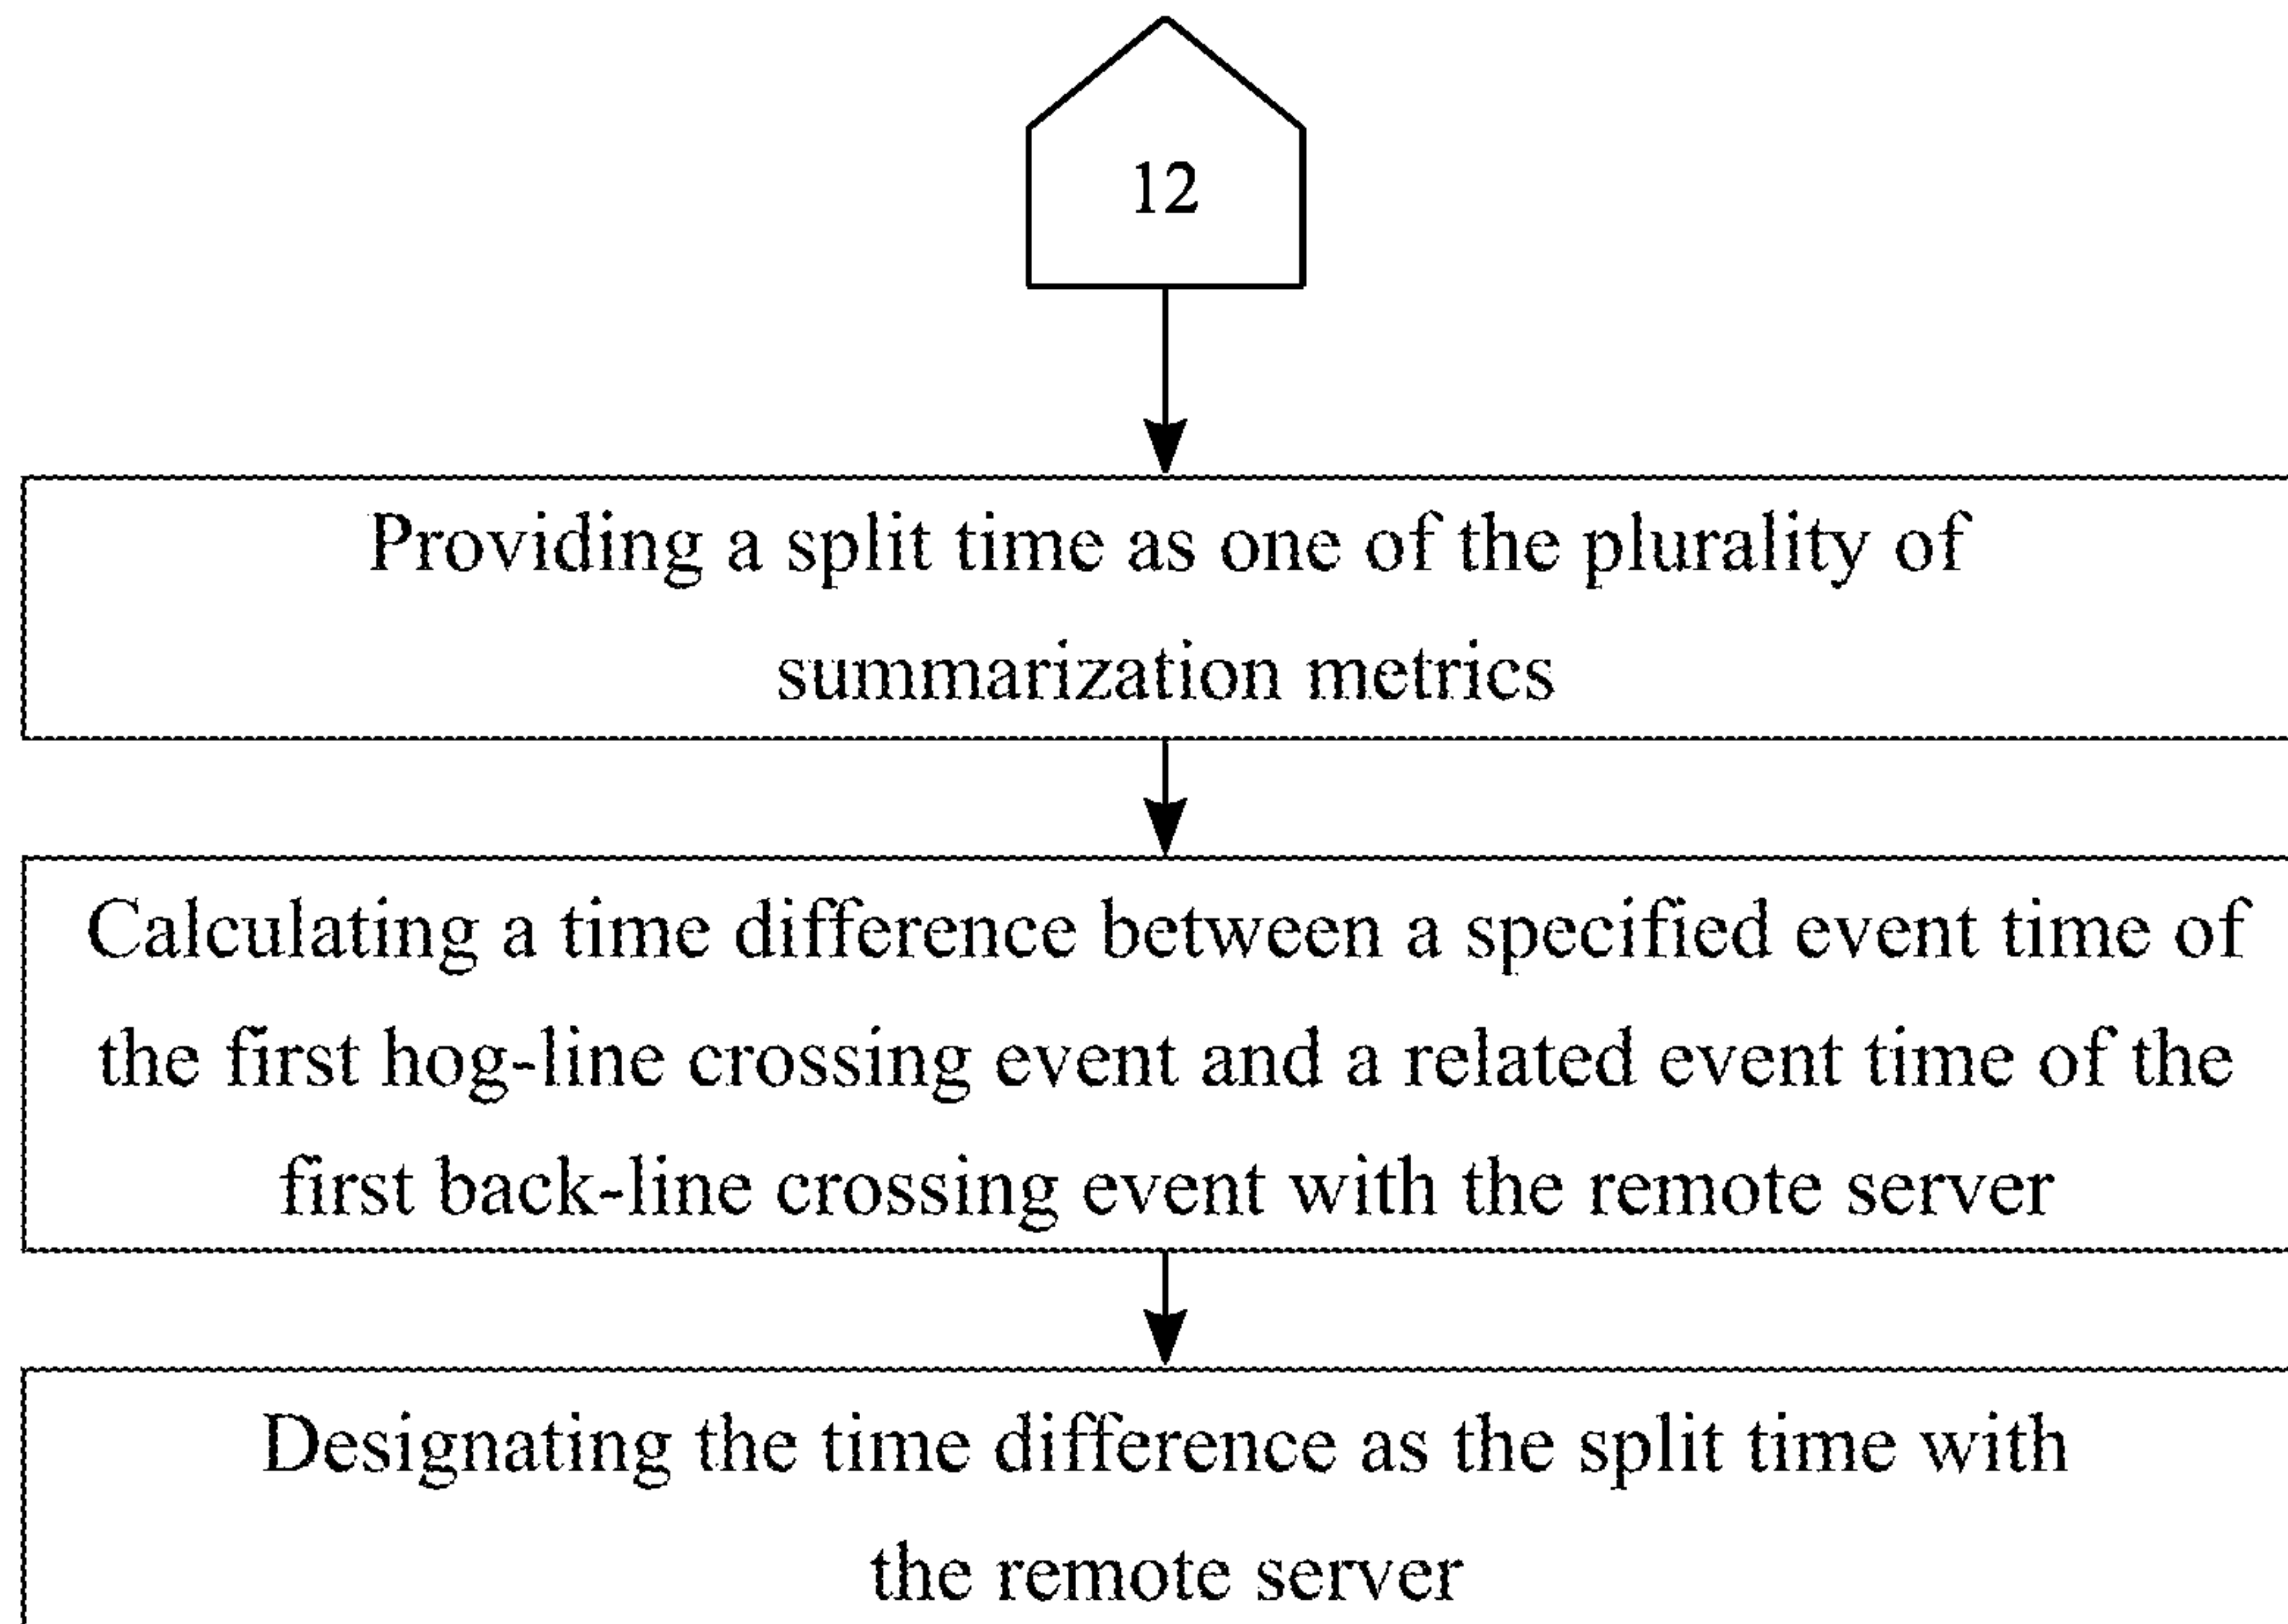 12
Providing a split time as one of the plurality of
summarization metrics
Calculating a time difference between a specified event time of
the first hog-line crossing event and a related event time of the
first back-line crossing event with the remote server
Designating the time difference as the split time with
the remote server